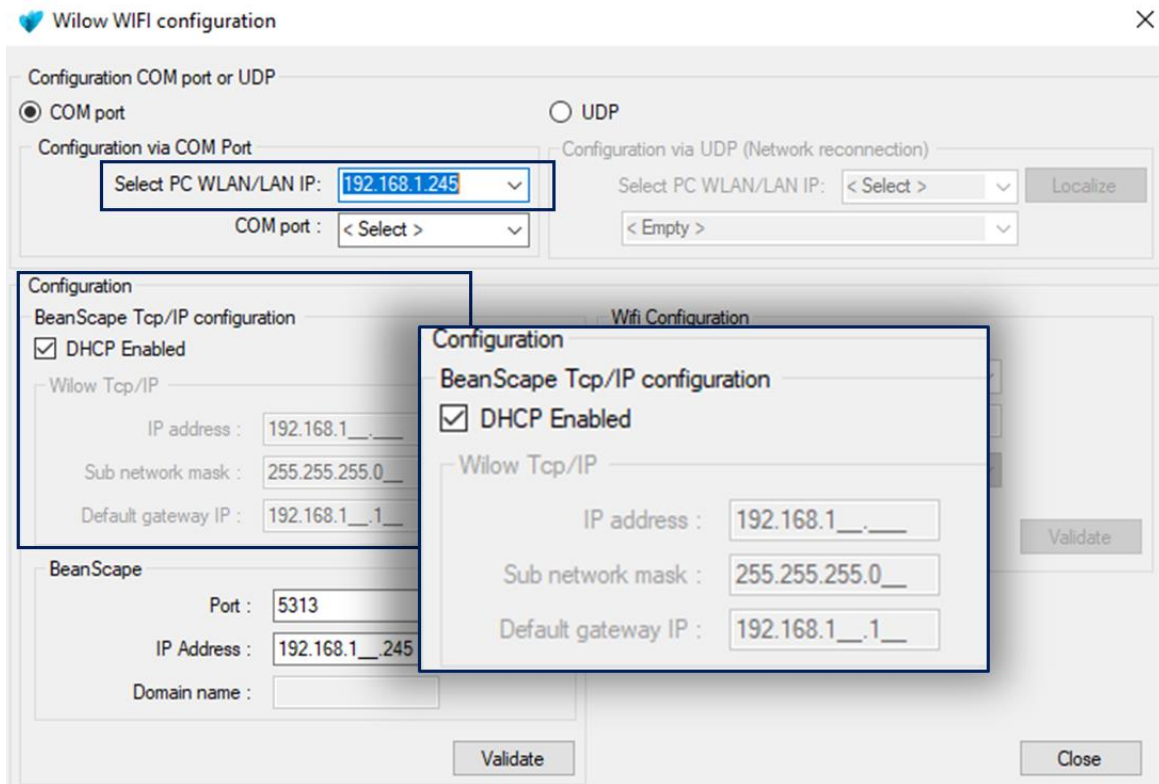 Wilow WIFI configuration
Configuration COM port or UDP
COM port
UDP
Configuration via COM Port
Select PC WLAN/LAN IP: 192.168.1.245
COM port : < Select >
Configuration via UDP (Network reconnection)
Select PC WLAN/LAN IP: < Select > Localize
< Empty >
Configuration
BeanScape Tcp/IP configuration
DHCP Enabled
Wilow Tcp/IP
IP address : 192.168.1__.___
Sub network mask : 255.255.255.0__
Default gateway IP : 192.168.1__.1__
Wifi Configuration
Configuration
BeanScape Tcp/IP configuration
DHCP Enabled
Wilow Tcp/IP
IP address : 192.168.1__.___
Sub network mask : 255.255.255.0__
Default gateway IP : 192.168.1__.1__
Validate
BeanScape
Port : 5313
IP Address : 192.168.1__.245
Domain name :
Validate
Close